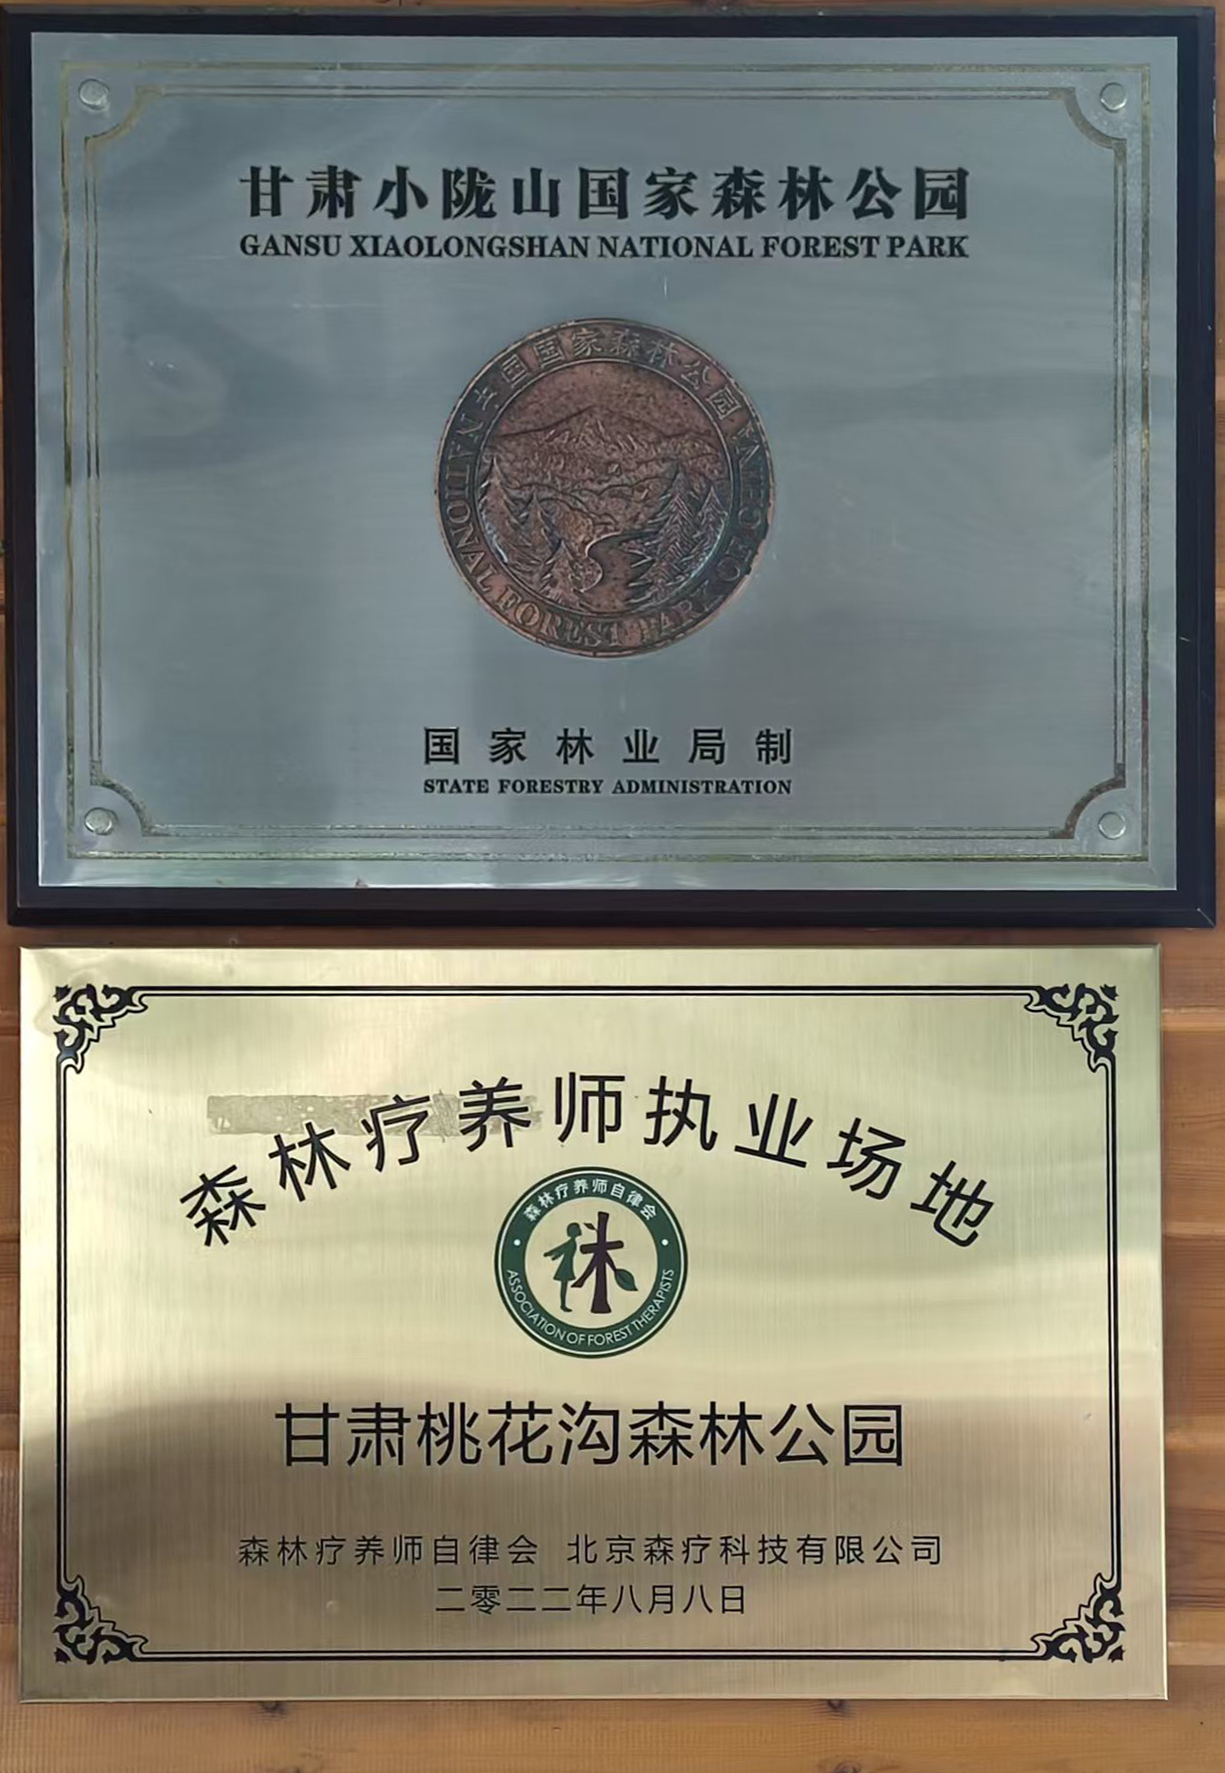 甘肃小陇山国家森林公园
GANSU XIAOLONGSHAN NATIONAL FOREST PARK
中国国家森林公园
NATIONAL FOREST PARK OF CHINA
国家林业局制
STATE FORESTRY ADMINISTRATION
森林疗养师执业场地
森林疗养师自律会
ASSOCIATION OF FOREST THERAPISTS
甘肃桃花沟森林公园
森林疗养师自律会 北京森疗科技有限公司
二零二二年八月八日